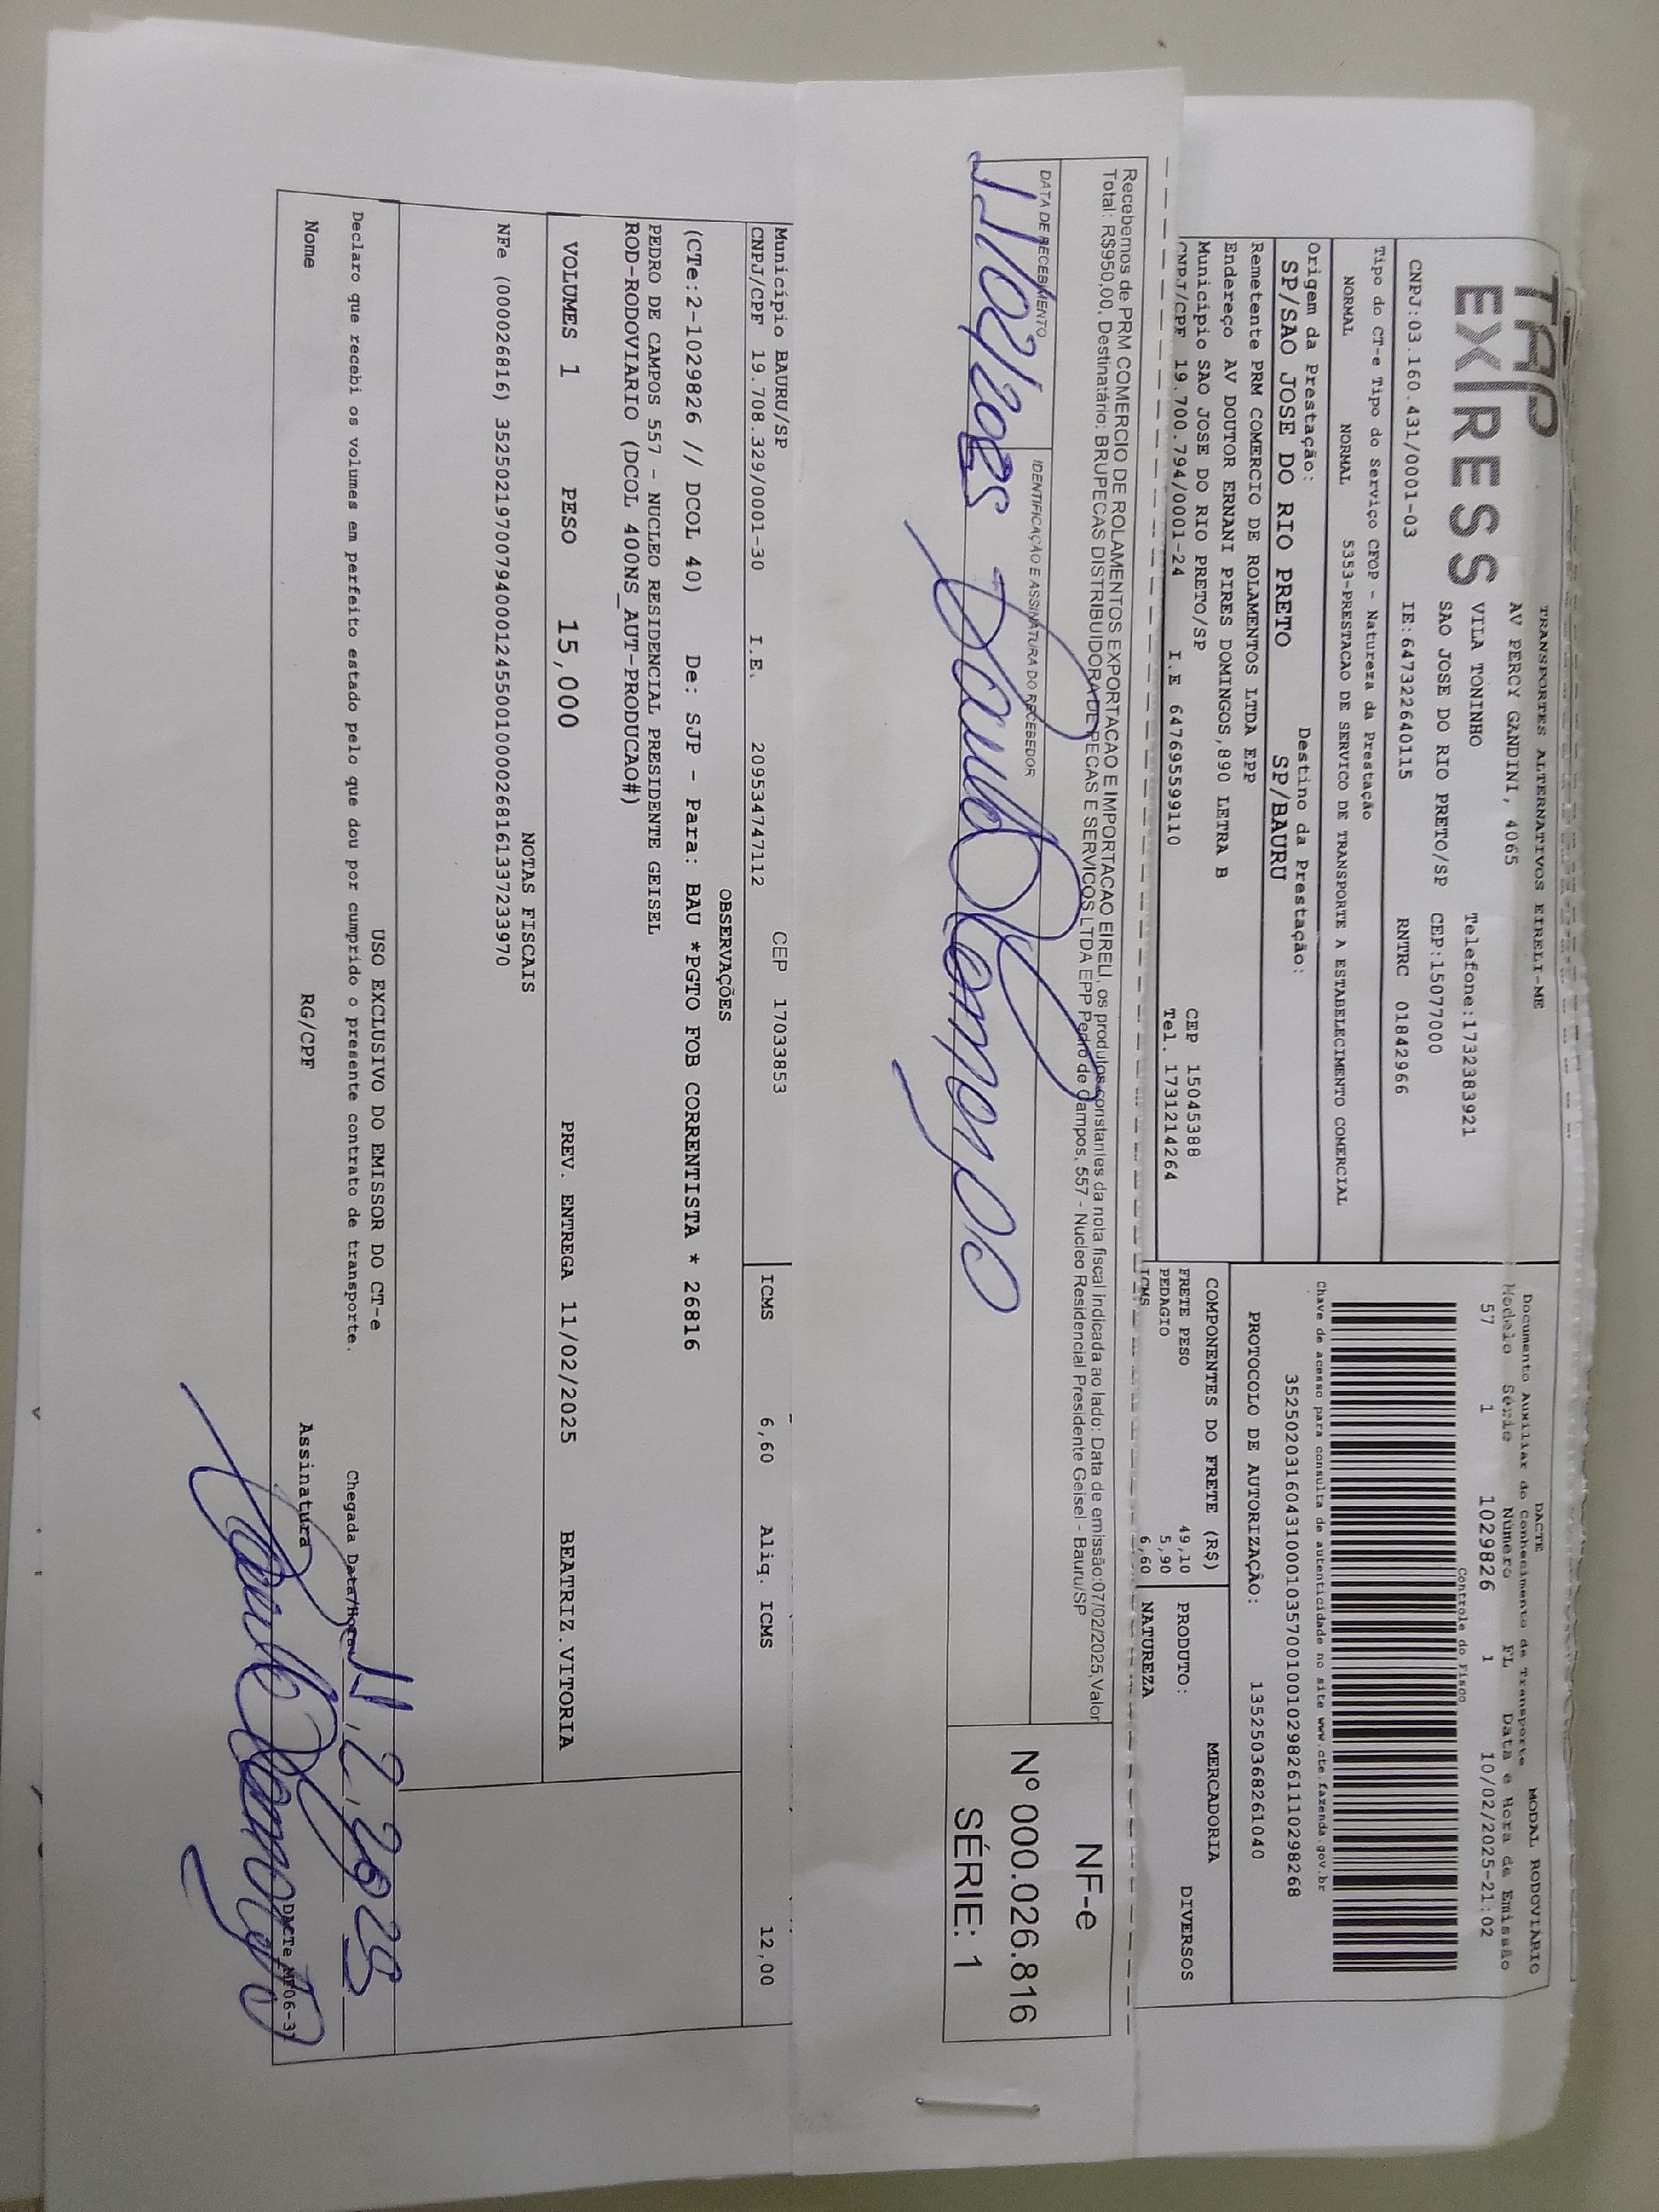 TAP
EXPRESS
TRANSPORTES ALTERNATIVOS EIRELI-ME
AV PERCY GANDINI, 4065
VILA TONINHO Telefone:1732383921
SAO JOSE DO RIO PRETO/SP CEP:15077000
CNPJ:03.160.431/0001-03 IE:647322640115 RNTRC 01842966
DACTE MODAL RODOVIÁRIO
Documento Auxiliar do Conhecimento de Transporte
Modelo Série Número FL Data e Hora de Emissão
57 1 1029826 1 10/02/2025-21:02
Controle do Fisco
Tipo do CT-e Tipo do Serviço CFOP - Natureza da Prestação
NORMAL NORMAL 5353-PRESTACAO DE SERVICO DE TRANSPORTE A ESTABELECIMENTO COMERCIAL
Chave de acesso para consulta de autenticidade no site www.cte.fazenda.gov.br
35250203160431000103570010010298261110298268
Origem da Prestação: Destino da Prestação:
SP/SAO JOSE DO RIO PRETO SP/BAURU
PROTOCOLO DE AUTORIZAÇÃO: 135250368261040
Remetente PRM COMERCIO DE ROLAMENTOS LTDA EPP
Endereço AV DOUTOR ERNANI PIRES DOMINGOS,890 LETRA B
Município SAO JOSE DO RIO PRETO/SP CEP 15045388
CNPJ/CPF 19.700.794/0001-24 I.E 647695599110 Tel. 1731214264
COMPONENTES DO FRETE (R$) MERCADORIA
FRETE PESO 49,10 PRODUTO: DIVERSOS
PEDAGIO 5,90
ICMS 6,60 NATUREZA
Recebemos de PRM COMERCIO DE ROLAMENTOS EXPORTACAO E IMPORTACAO EIRELI, os produtos constantes da nota fiscal indicada ao lado: Data de emissão:07/02/2025,Valor
Total: R$950,00, Destinatário: BRUPECAS DISTRIBUIDORA DE PECAS E SERVICOS LTDA EPP Pedro de Campos, 557 - Nucleo Residencial Presidente Geisel - Bauru/SP
NF-e
Nº 000.026.816
SÉRIE: 1
DATA DE RECEBIMENTO IDENTIFICAÇÃO E ASSINATURA DO RECEBEDOR
11/02/2025
Município BAURU/SP CEP 17033853
CNPJ/CPF 19.708.329/0001-30 I.E. 209534747112 ICMS 6,60 Aliq. ICMS 12,00
OBSERVAÇÕES
(CTe:2-1029826 // DCOL 40) De: SJP - Para: BAU *PGTO FOB CORRENTISTA * 26816
PEDRO DE CAMPOS 557 - NUCLEO RESIDENCIAL PRESIDENTE GEISEL
ROD-RODOVIARIO (DCOL 400NS_AUT-PRODUCAO#)
VOLUMES 1 PESO 15,000 PREV. ENTREGA 11/02/2025 BEATRIZ.VITORIA
NOTAS FISCAIS
NFe (000026816) 35250219700794000124550010000268161337233970
USO EXCLUSIVO DO EMISSOR DO CT-e
Declaro que recebi os volumes em perfeito estado pelo que dou por cumprido o presente contrato de transporte. Chegada Data/Hora 11, 2, 2025
Nome RG/CPF Assinatura